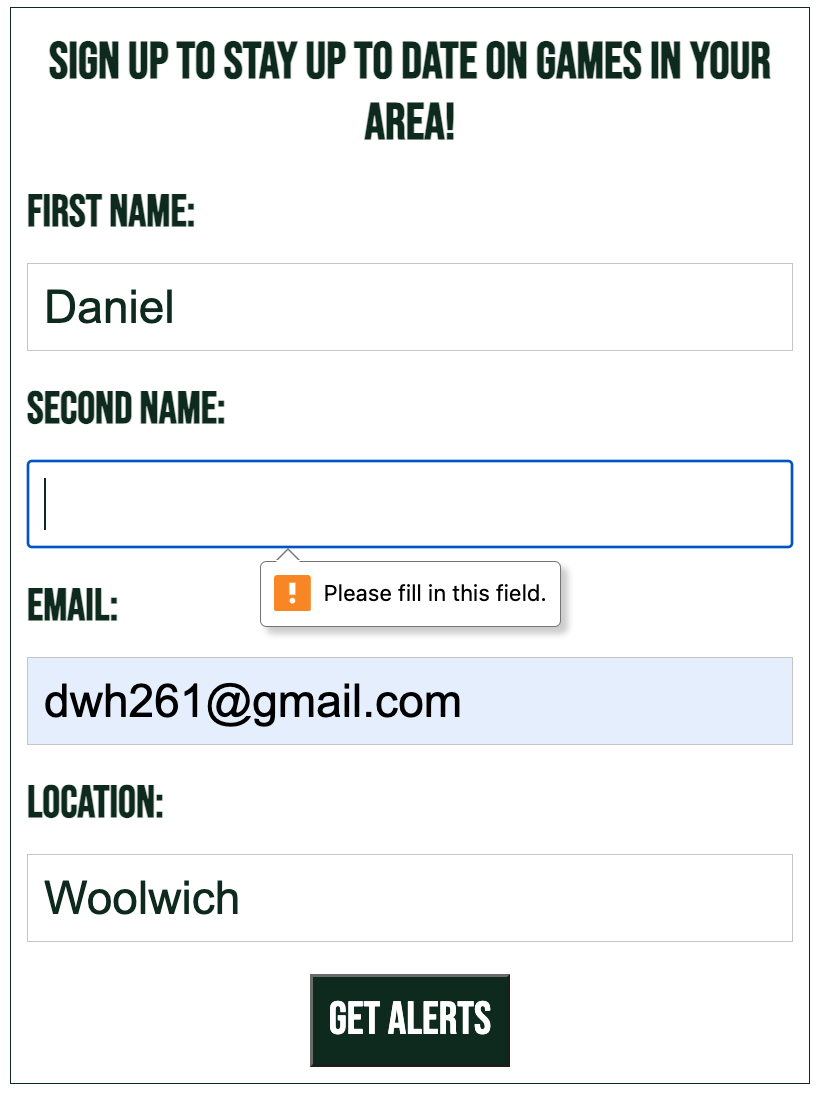 SIGN UP TO STAY UP TO DATE ON GAMES IN YOUR
AREA!
FIRST NAME:
Daniel
SECOND NAME:
Please fill in this field.
EMAIL:
dwh261@gmail.com
LOCATION:
Woolwich
GET ALERTS